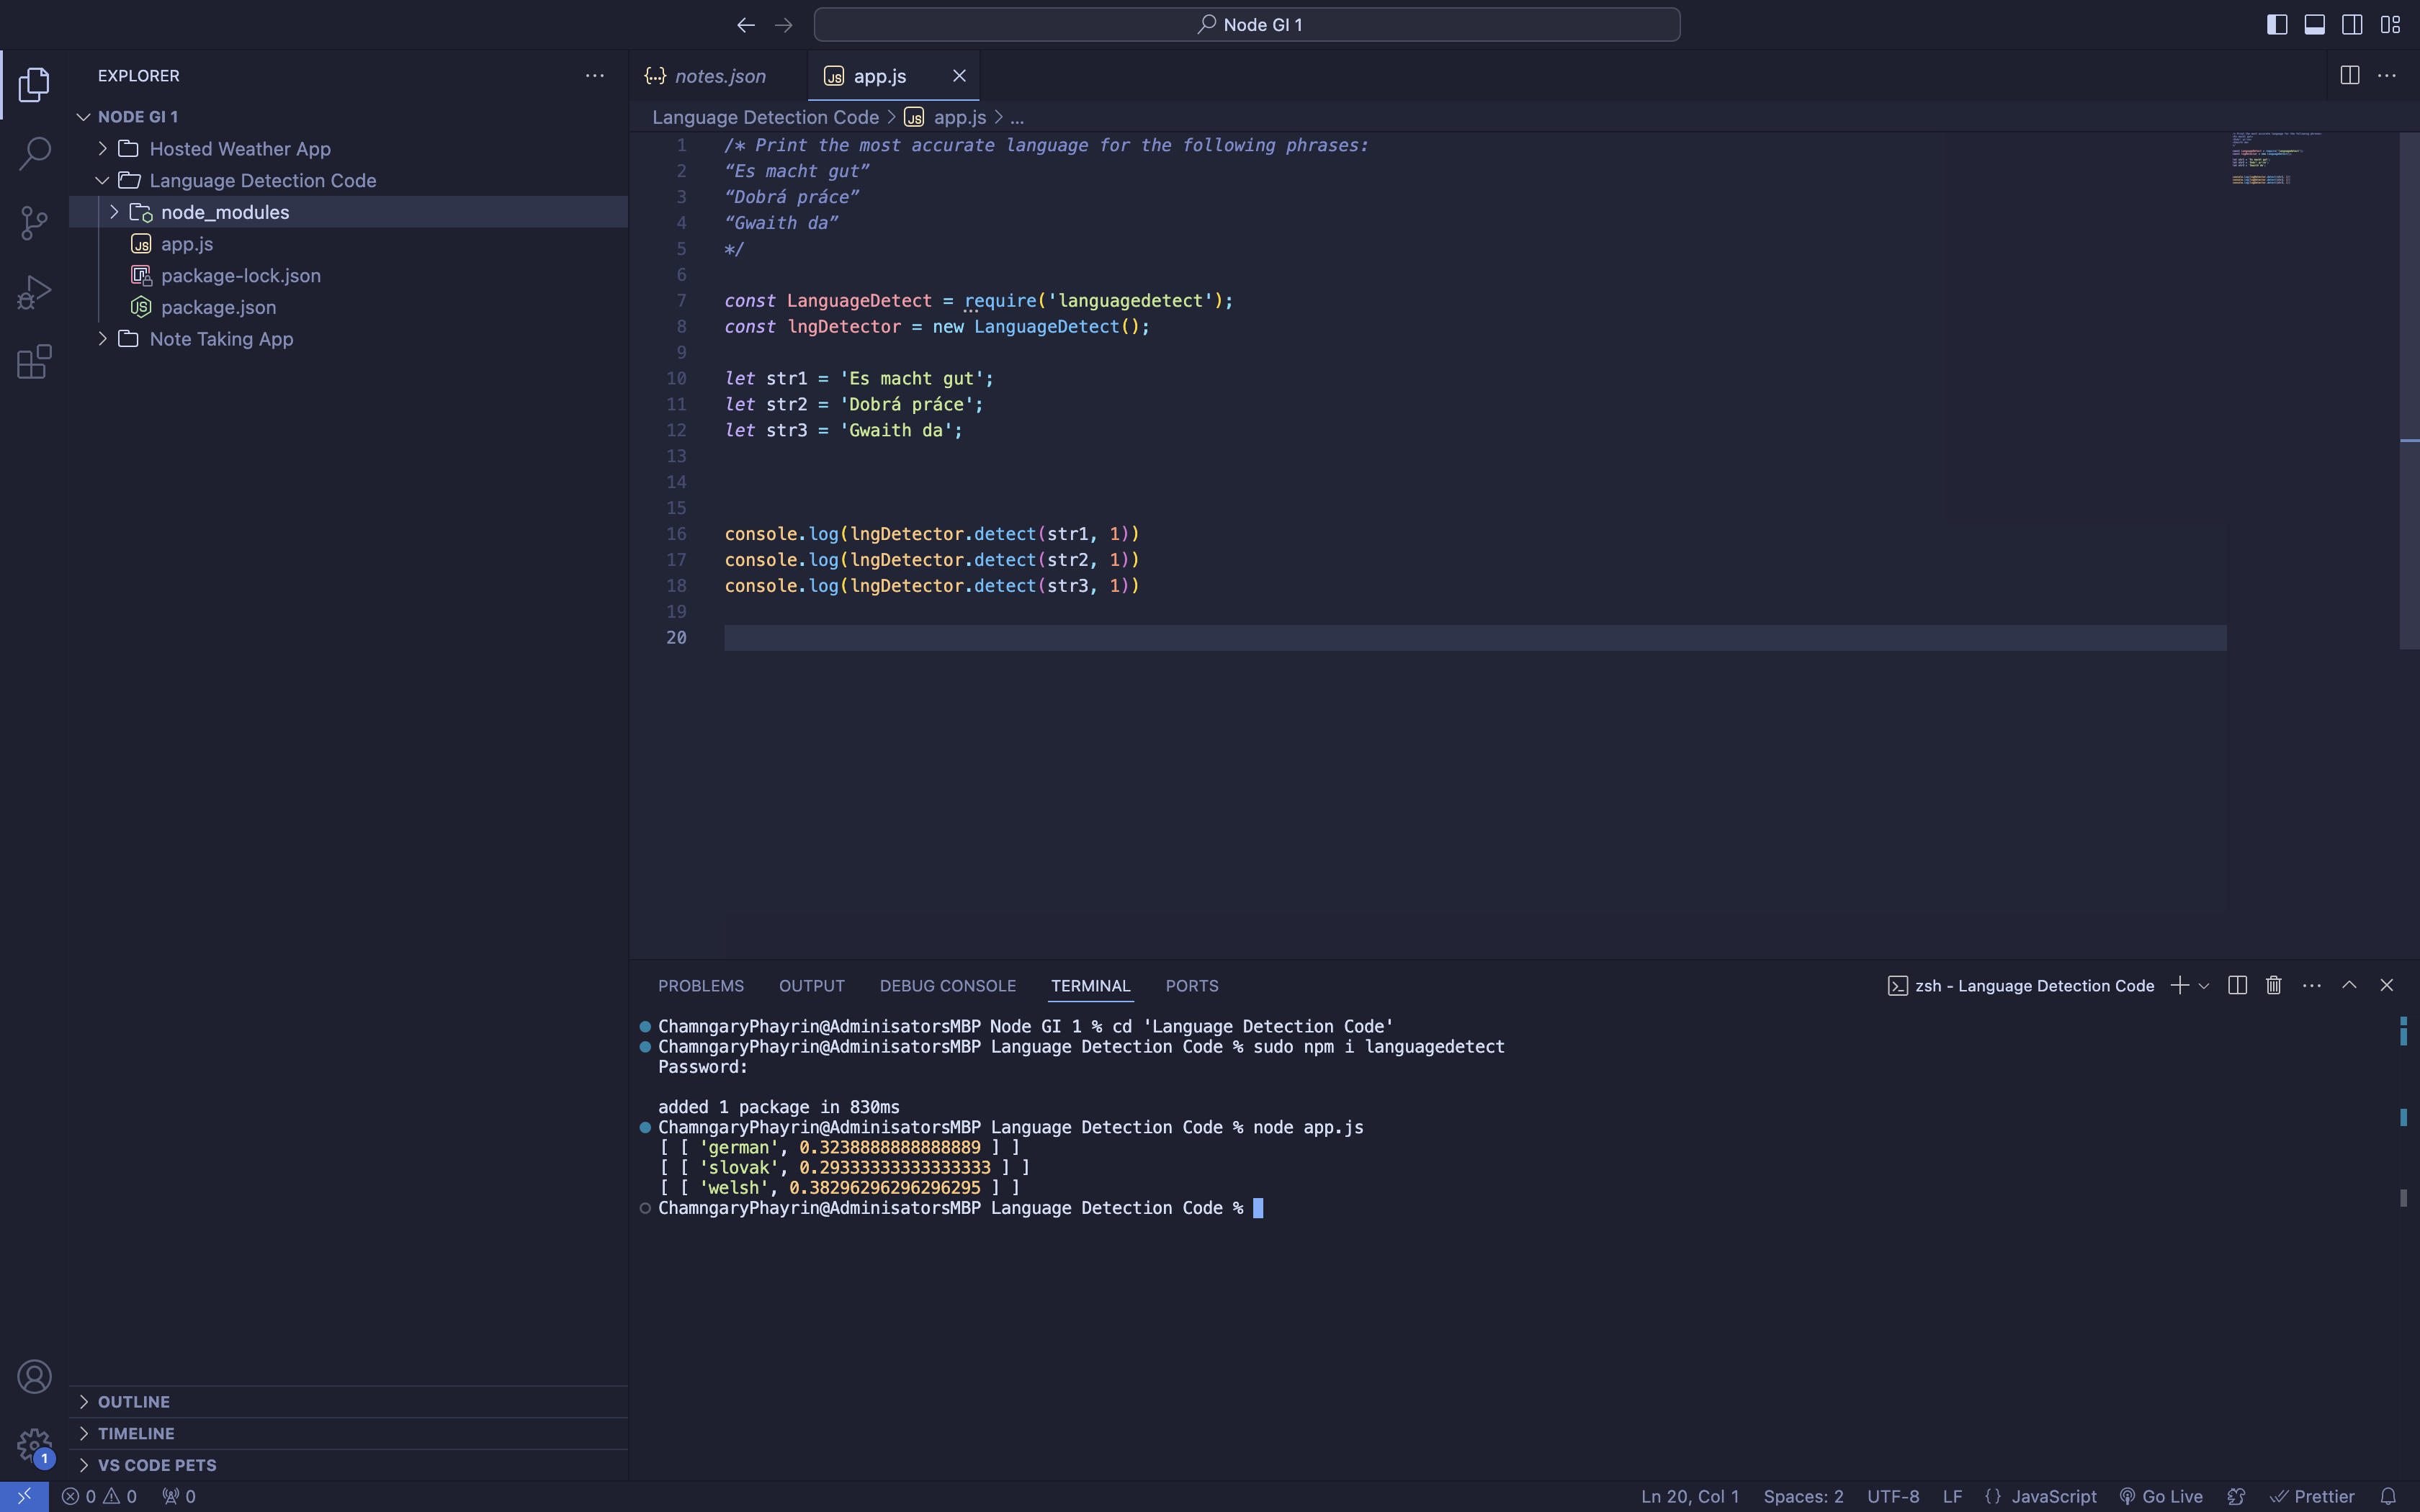 Node GI 1
EXPLORER
NODE GI 1
Hosted Weather App
Language Detection Code
node_modules
app.js
package-lock.json
package.json
Note Taking App
OUTLINE
TIMELINE
VS CODE PETS
notes.json
app.js
Language Detection Code > app.js > ...
1 /* Print the most accurate language for the following phrases:
2 “Es macht gut”
3 “Dobrá práce”
4 “Gwaith da”
5 */
6
7 const LanguageDetect = require('languagedetect');
8 const lngDetector = new LanguageDetect();
9
10 let str1 = 'Es macht gut';
11 let str2 = 'Dobrá práce';
12 let str3 = 'Gwaith da';
13
14
15
16 console.log(lngDetector.detect(str1, 1))
17 console.log(lngDetector.detect(str2, 1))
18 console.log(lngDetector.detect(str3, 1))
19
20
PROBLEMS OUTPUT DEBUG CONSOLE TERMINAL PORTS
zsh - Language Detection Code
ChamngaryPhayrin@AdminisatorsMBP Node GI 1 % cd 'Language Detection Code'
ChamngaryPhayrin@AdminisatorsMBP Language Detection Code % sudo npm i languagedetect
Password:
added 1 package in 830ms
ChamngaryPhayrin@AdminisatorsMBP Language Detection Code % node app.js
[ [ 'german', 0.3238888888888889 ] ]
[ [ 'slovak', 0.29333333333333333 ] ]
[ [ 'welsh', 0.38296296296296295 ] ]
ChamngaryPhayrin@AdminisatorsMBP Language Detection Code %
1
0 0 0
Ln 20, Col 1 Spaces: 2 UTF-8 LF {} JavaScript Go Live Prettier